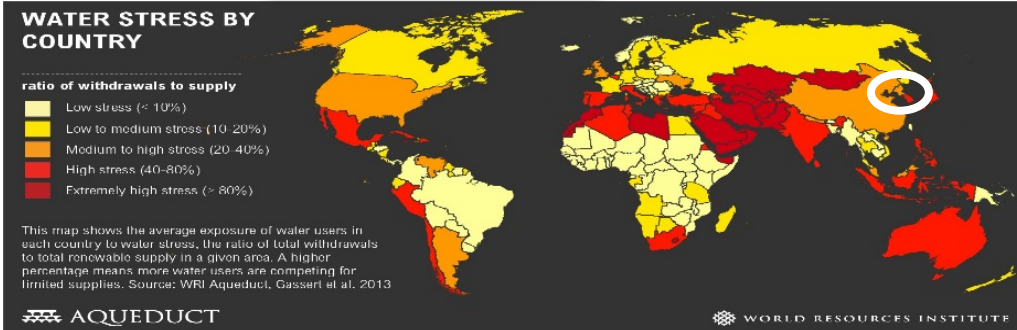 WATER STRESS BY
COUNTRY
ratio of withdrawals to supply
Low stress (< 10%)
Low to medium stress (10-20%)
Medium to high stress (20-40%)
High stress (40-80%)
Extremely high stress (> 80%)
This map shows the average exposure of water users in
each country to water stress, the ratio of total withdrawals
to total renewable supply in a given area. A higher
percentage means more water users are competing for
limited supplies. Source: WRI Aqueduct, Gassert et al. 2013
AQUEDUCT
WORLD RESOURCES INSTITUTE